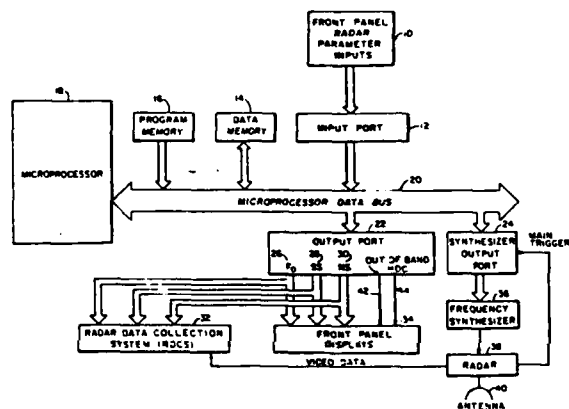 FRONT PANEL
RADAR
PARAMETER
INPUTS
10
18
16
PROGRAM
MEMORY
14
DATA
MEMORY
INPUT PORT
12
MICROPROCESSOR
20
MICROPROCESSOR DATA BUS
22
OUTPUT PORT
26
28
30
SS
NS
OUT OF BAND
42
24
SYNTHESIZER
OUTPUT
PORT
MAIN
TRIGGER
32
RADAR DATA COLLECTION
SYSTEM (RDCS)
34
FRONT PANEL
DISPLAYS
36
FREQUENCY
SYNTHESIZER
VIDEO DATA
38
RADAR
40
ANTENNA